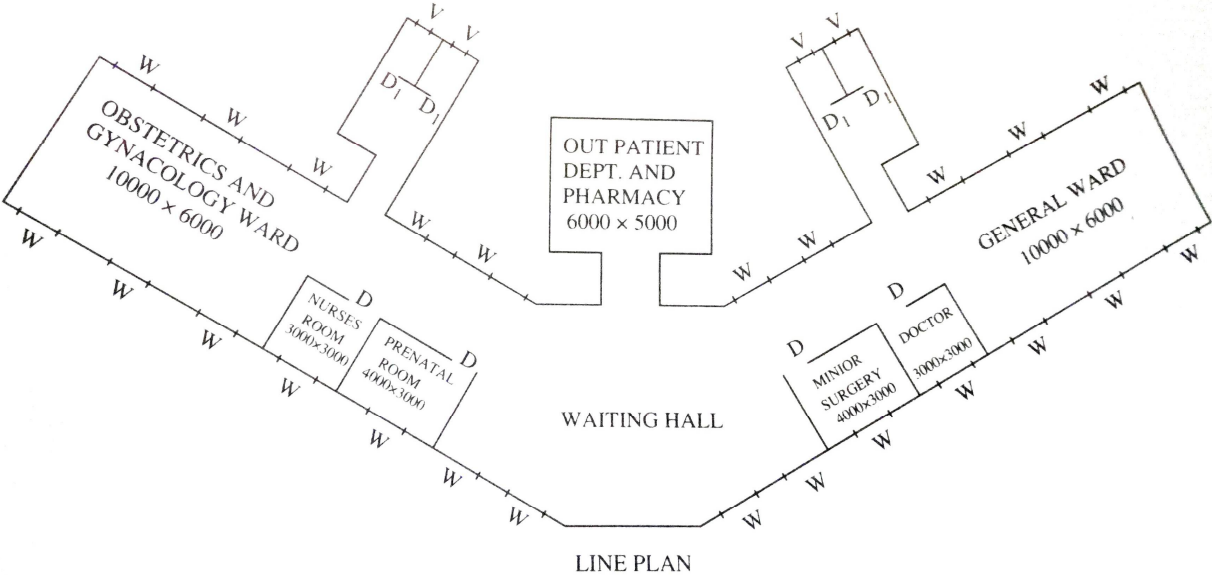 V
V
D₁
D₁
V
V
D₁
D₁
W
W
W
OBSTETRICS AND
GYNACOLOGY WARD
10000 × 6000
W
W
OUT PATIENT
DEPT. AND
PHARMACY
6000 × 5000
W
W
W
W
W
GENERAL WARD
10000 × 6000
W
W
W
W
W
W
W
D
NURSES
ROOM
3000×3000
D
PRENATAL
ROOM
4000×3000
WAITING HALL
D
MINIOR
SURGERY
4000×3000
D
DOCTOR
3000×3000
W
W
W
W
W
W
W
LINE PLAN